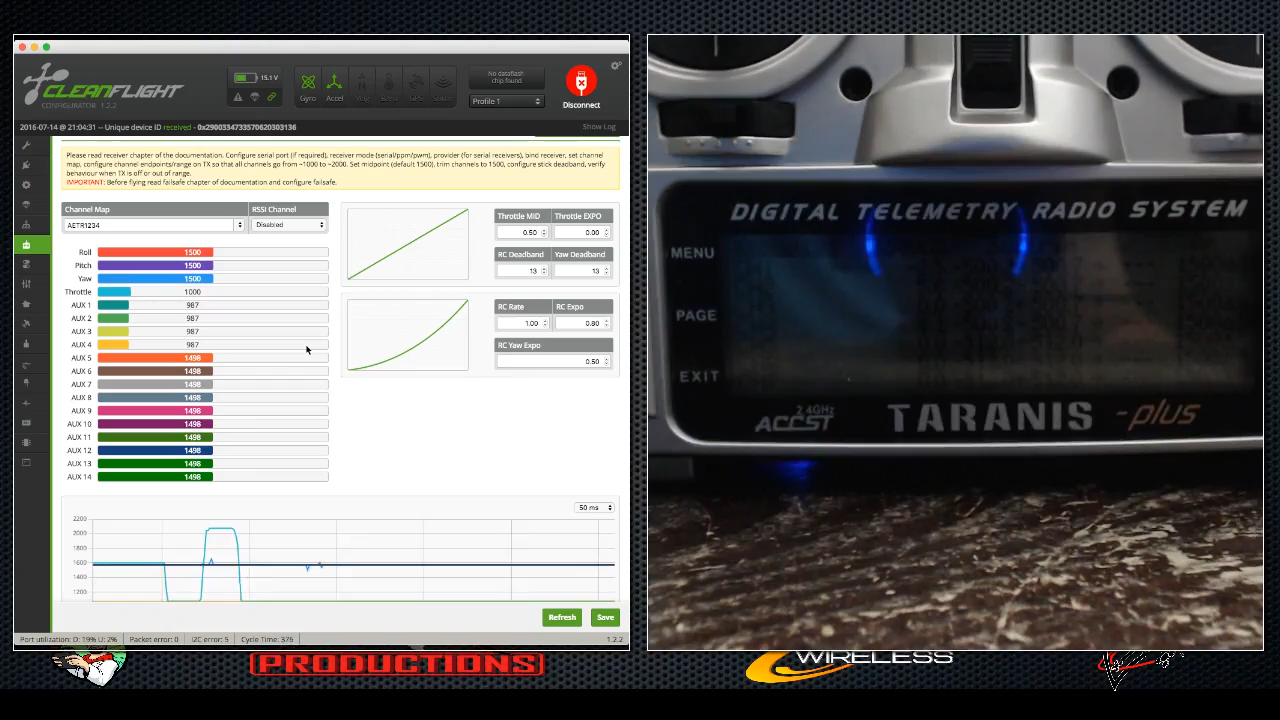 CLEANFLIGHT
CONFIGURATOR 1.2.2
15.1 V
Gyro
Accel
No dataflash
chip found.
Profile 1
Disconnect
2016-07-14 @ 21:04:31 -- Unique device ID received - 0x2900334733570620303136
Show Log
Please read receiver chapter of the documentation. Configure serial port (if required), receiver mode (serial/ppm/pwm), provider (for serial receivers), bind receiver, set channel
map, configure channel endpoints/range on TX so that all channels go from ~1000 to ~2000. Set midpoint (default 1500), trim channels to 1500, configure stick deadband, verify
behaviour when TX is off or out of range.
IMPORTANT: Before flying read failsafe chapter of documentation and configure failsafe.
Channel Map
RSSI Channel
AETR1234
Disabled
Roll 1500
Pitch 1500
Yaw 1500
Throttle 1000
AUX 1 987
AUX 2 987
AUX 3 987
AUX 4 987
AUX 5 1498
AUX 6 1498
AUX 7 1498
AUX 8 1498
AUX 9 1498
AUX 10 1498
AUX 11 1498
AUX 12 1498
AUX 13 1498
AUX 14 1498
Throttle MID Throttle EXPO
0.50 0.00
RC Deadband Yaw Deadband
13 13
RC Rate RC Expo
1.00 0.80
RC Yaw Expo
0.50
50 ms
2200
2000
1800
1600
1400
1200
Refresh
Save
Port utilization: D: 19% U: 2%
Packet error: 0
I2C error: 5
Cycle Time: 376
1.2.2
DIGITAL TELEMETRY RADIO SYSTEM
MENU
PAGE
EXIT
2.4GHz
ACCST
TARANIS -plus
PRODUCTIONS
WIRELESS